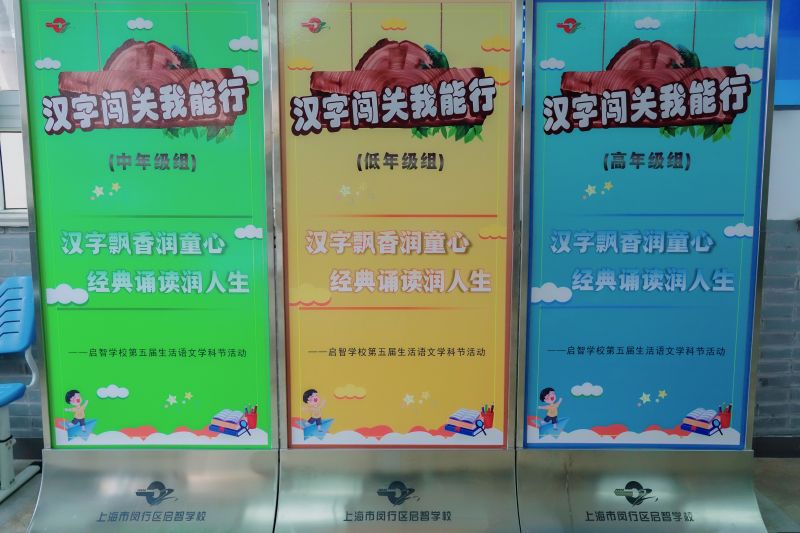 汉字闯关我能行
(中年级组)
汉字飘香润童心
经典诵读润人生
——启智学校第五届生活语文学科节活动
上海市闵行区启智学校
汉字闯关我能行
(低年级组)
汉字飘香润童心
经典诵读润人生
——启智学校第五届生活语文学科节活动
上海市闵行区启智学校
汉字闯关我能行
(高年级组)
汉字飘香润童心
经典诵读润人生
——启智学校第五届生活语文学科节活动
上海市闵行区启智学校